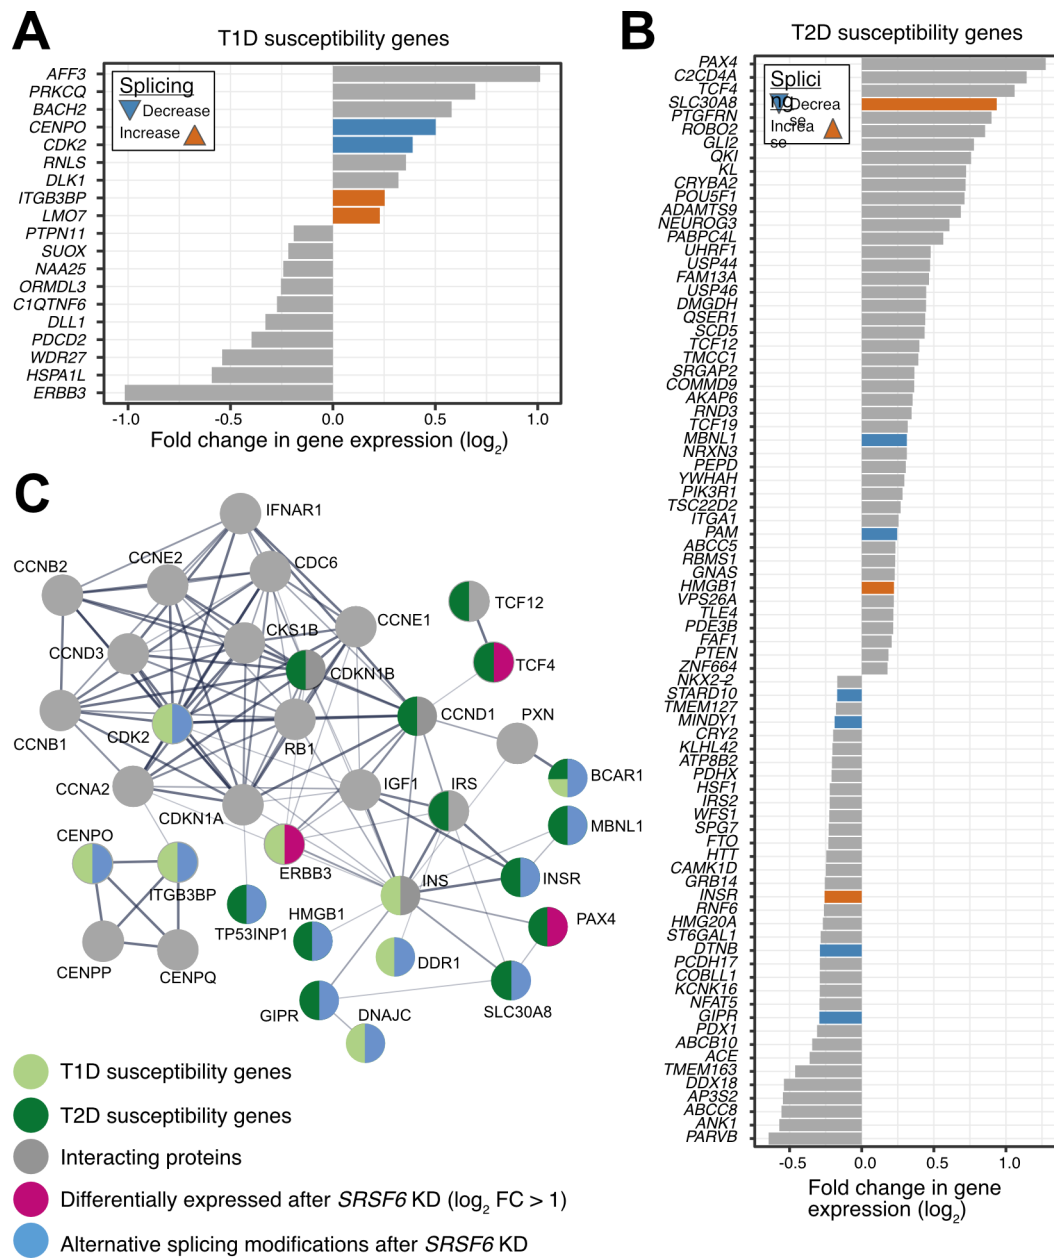 A
T1D susceptibility genes
Splicing
Decrease
Increase
AFF3
PRKCQ
BACH2
CENPO
CDK2
RNLS
DLK1
ITGB3BP
LMO7
PTPN11
SUOX
NAA25
ORMDL3
C1QTNF6
DLL1
PDCD2
WDR27
HSPA1L
ERBB3
-1.0 -0.5 0.0 0.5 1.0
Fold change in gene expression (log2)
B
T2D susceptibility genes
Splici
ng
Decrea
se
Increa
se
PAX4
C2CD4A
TCF4
SLC30A8
PTGFRN
ROBO2
GLI2
QKI
KL
CRYBA2
POU5F1
ADAMTS9
NEUROG3
PABPC4L
UHRF1
USP44
FAM13A
USP46
DMGDH
QSER1
SCD5
TCF12
TMCC1
SRGAP2
COMMD9
AKAP6
RND3
TCF19
MBNL1
NRXN3
PEPD
YWHAH
PIK3R1
TSC22D2
ITGA1
PAM
ABCC5
RBMS1
GNAS
HMGB1
VPS26A
TLE4
PDE3B
FAF1
PTEN
ZNF664
NKX2-2
STARD10
TMEM127
MINDY1
CRY2
KLHL42
ATP8B2
PDHX
HSF1
IRS2
WFS1
SPG7
FTO
HTT
CAMK1D
GRB14
INSR
RNF6
HMG20A
ST6GAL1
DTNB
PCDH17
COBLL1
KCNK16
NFAT5
GIPR
PDX1
ABCB10
ACE
TMEM163
DDX18
AP3S2
ABCC8
ANK1
PARVB
-0.5 0.0 0.5 1.0
Fold change in gene
expression (log2)
C
IFNAR1
CCNE2
CDC6
CCNB2
TCF12
CCNE1
CKS1B
CCND3
CDKN1B
TCF4
PXN
CCND1
CCNB1
CDK2
RB1
BCAR1
CCNA2
IGF1
IRS
CDKN1A
MBNL1
CENPO
ERBB3
INS
INSR
ITGB3BP
HMGB1
PAX4
TP53INP1
DDR1
CENPP
CENPQ
SLC30A8
GIPR
DNAJC
T1D susceptibility genes
T2D susceptibility genes
Interacting proteins
Differentially expressed after SRSF6 KD (log2 FC > 1)
Alternative splicing modifications after SRSF6 KD